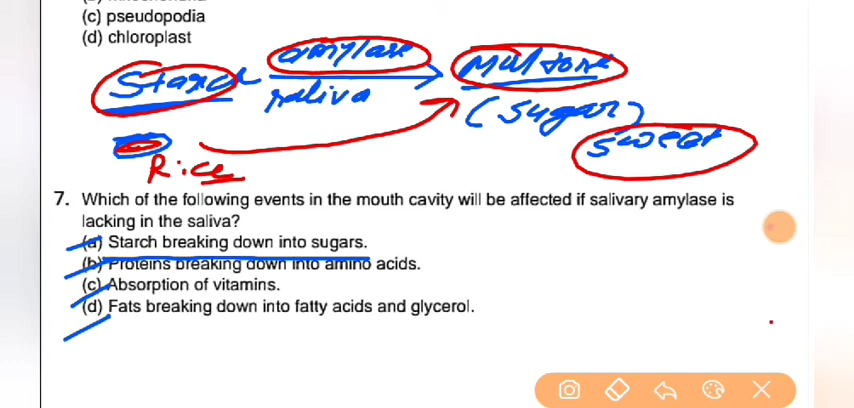 (c) pseudopodia
(d) chloroplast
Starch amylase Maltose
saliva (sugar)
sweet
Rice
7. Which of the following events in the mouth cavity will be affected if salivary amylase is
lacking in the saliva?
(a) Starch breaking down into sugars.
(b) Proteins breaking down into amino acids.
(c) Absorption of vitamins.
(d) Fats breaking down into fatty acids and glycerol.